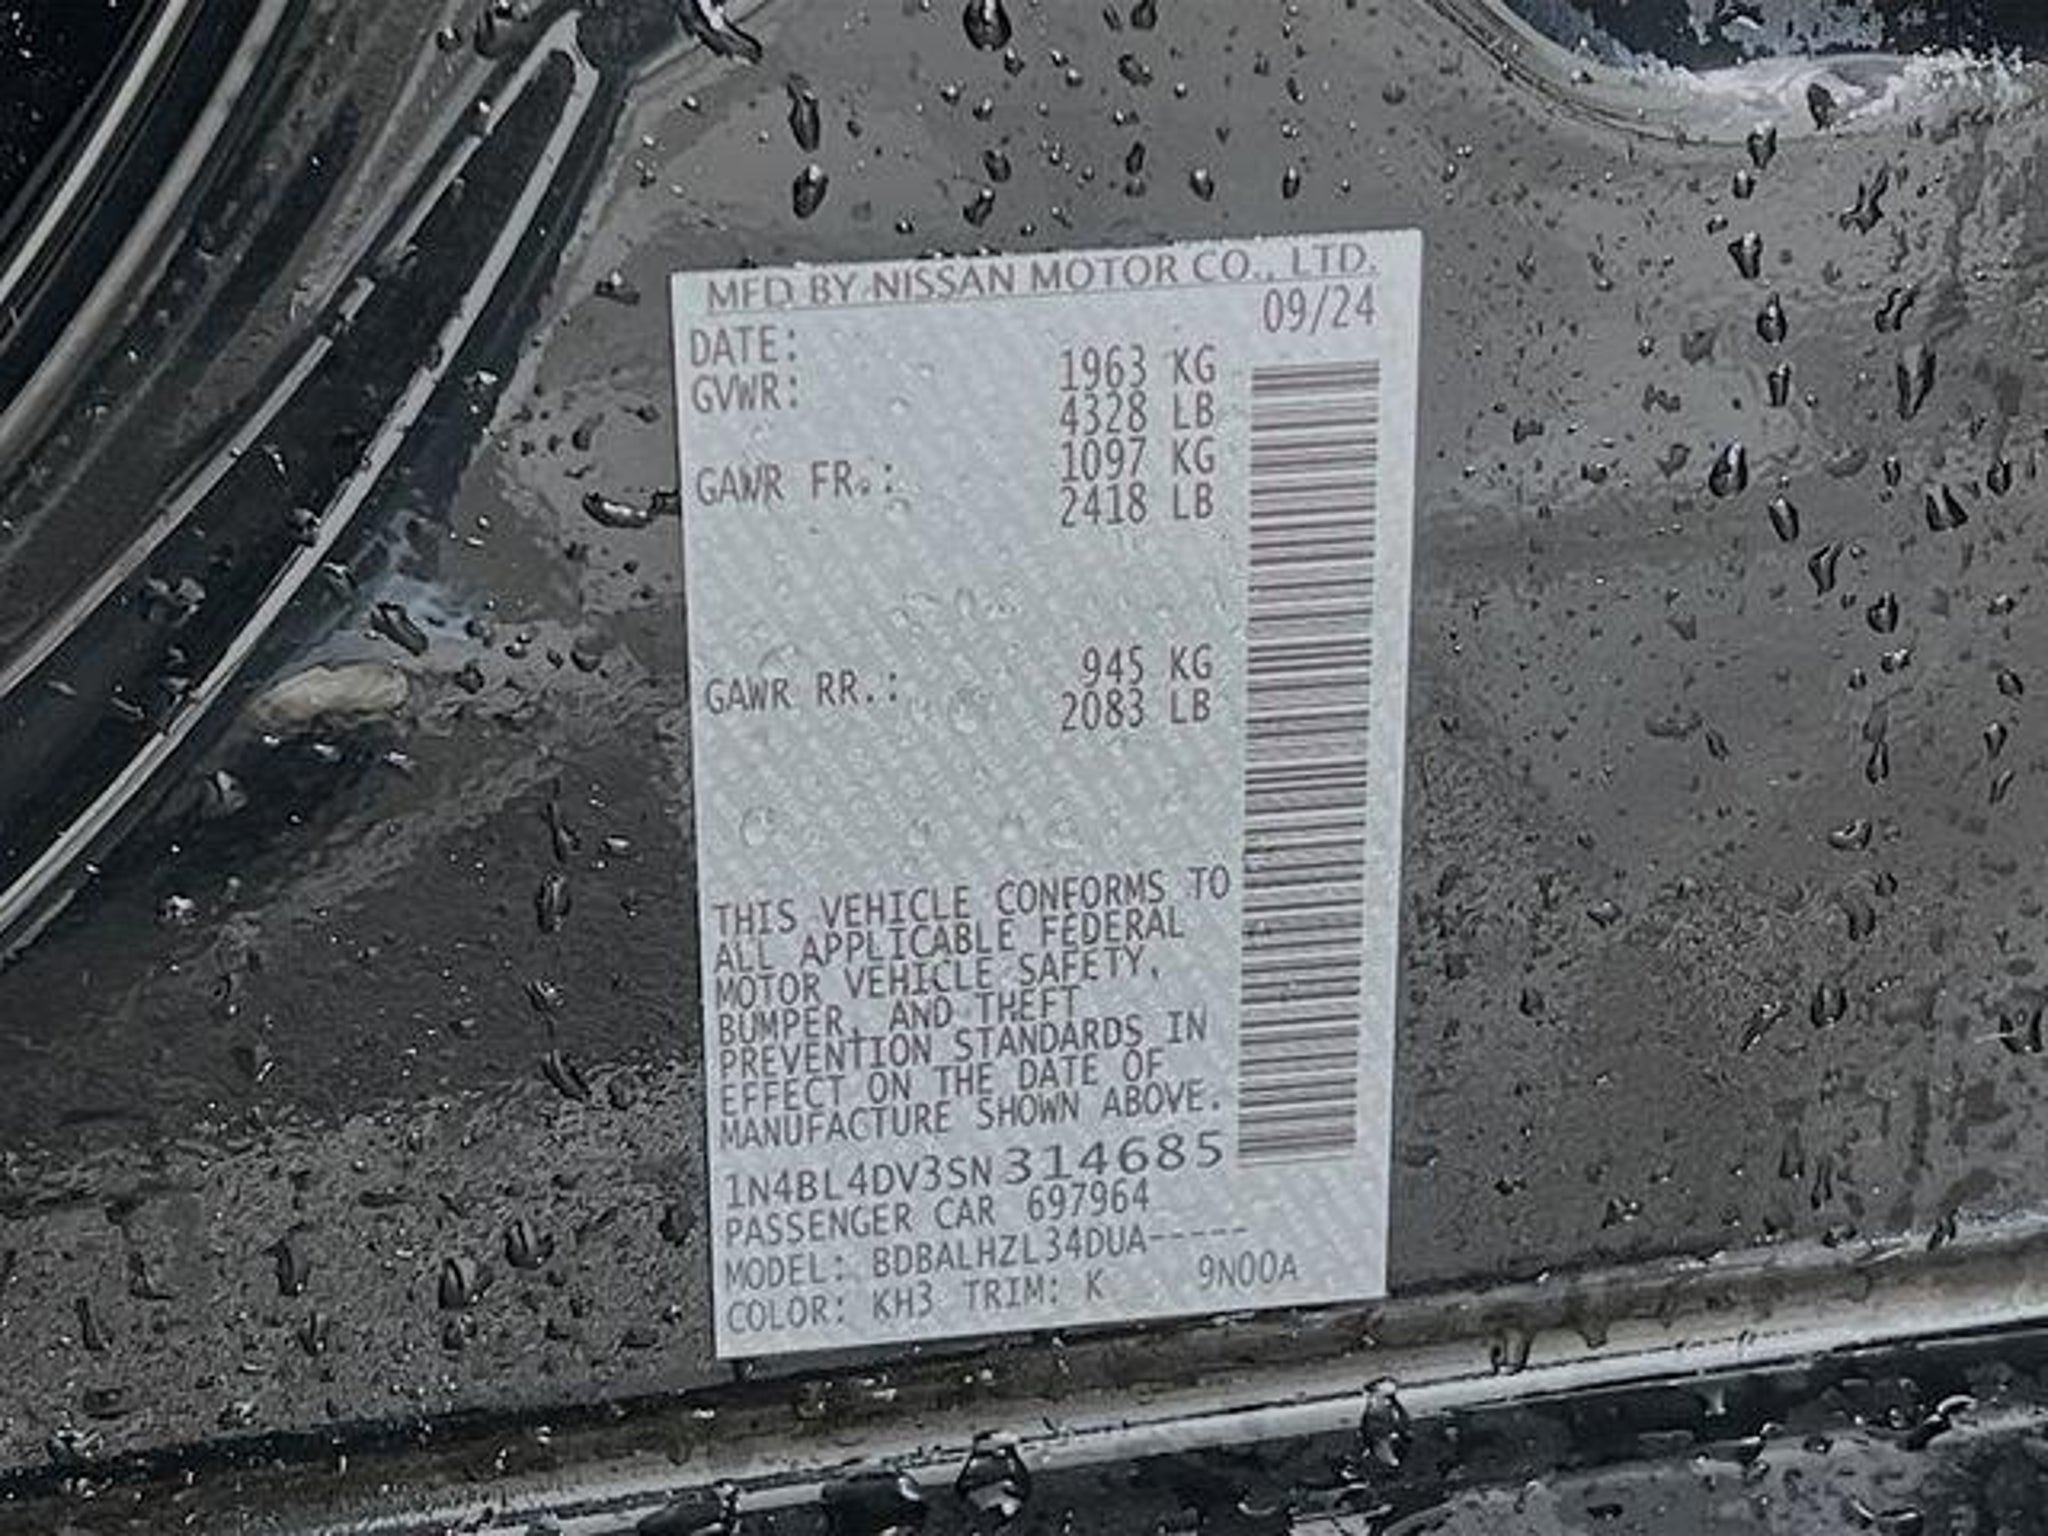 MFD BY NISSAN MOTOR CO., LTD.
DATE: 09/24
GVWR: 1963 KG
4328 LB
GAWR FR.: 1097 KG
2418 LB
GAWR RR.: 945 KG
2083 LB
THIS VEHICLE CONFORMS TO
ALL APPLICABLE FEDERAL
MOTOR VEHICLE SAFETY,
BUMPER, AND THEFT
PREVENTION STANDARDS IN
EFFECT ON THE DATE OF
MANUFACTURE SHOWN ABOVE.
1N4BL4DV3SN314685
PASSENGER CAR 697964
MODEL: BDBALHZL34DUA-----
COLOR: KH3 TRIM: K 9N00A